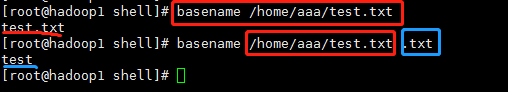 [root@hadoop1 shell]# basename /home/aaa/test.txt
test.txt
[root@hadoop1 shell]# basename /home/aaa/test.txt .txt
test
[root@hadoop1 shell]#